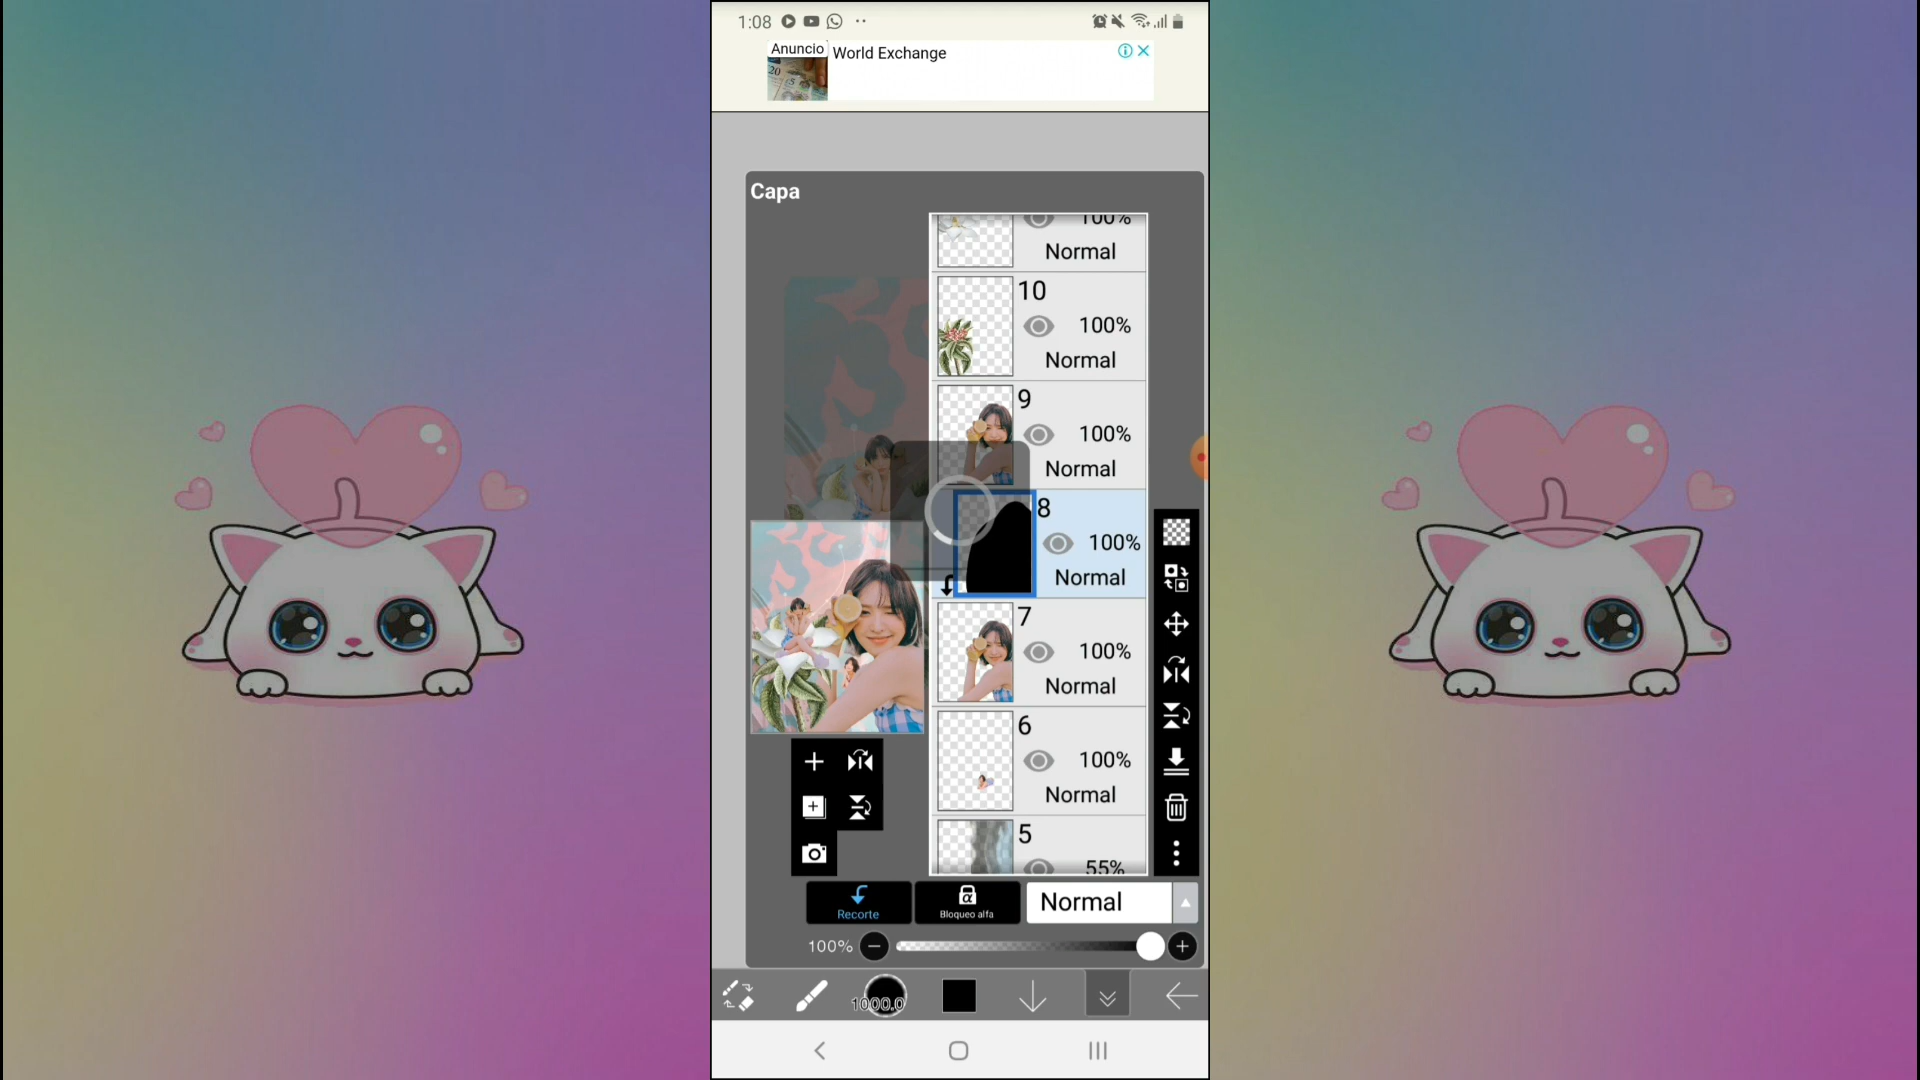 1:08
Anuncio
World Exchange
Capa
100%
Normal
10
100%
Normal
9
100%
Normal
8
100%
Normal
7
100%
Normal
6
100%
Normal
5
55%
Recorte
Bloqueo alfa
Normal
100%
1000.0